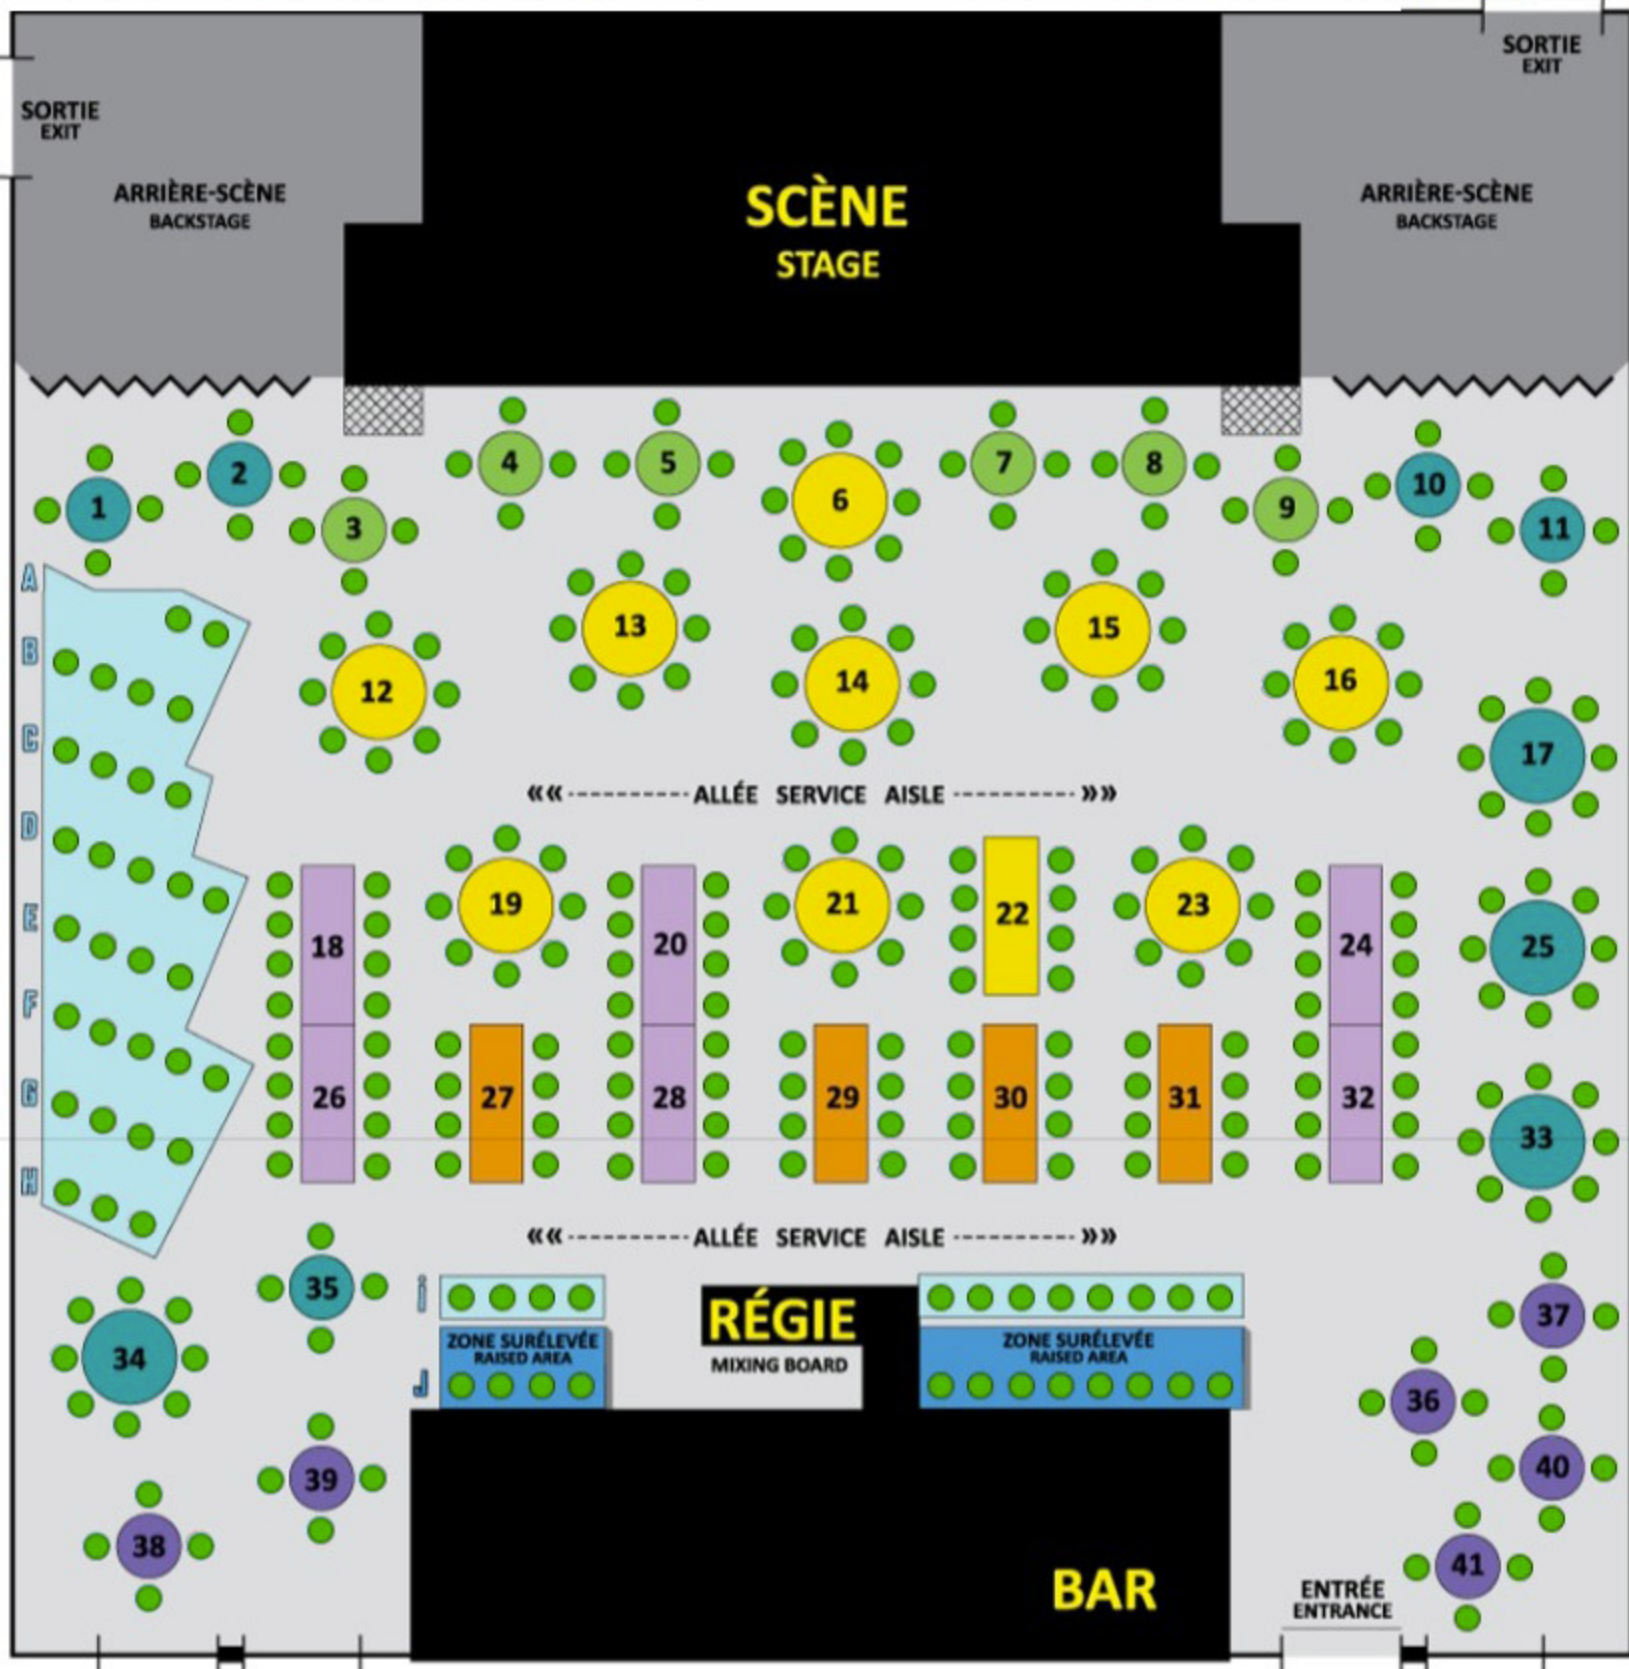 SORTIE
EXIT
SORTIE
EXIT
ARRIÈRE-SCÈNE
BACKSTAGE
SCÈNE
STAGE
ARRIÈRE-SCÈNE
BACKSTAGE
1
2
3
4
5
6
7
8
9
10
11
A
B
C
D
E
F
G
H
12
13
14
15
16
17
«« ---------- ALLÉE SERVICE AISLE ---------- »»
18
19
20
21
22
23
24
25
26
27
28
29
30
31
32
33
«« ---------- ALLÉE SERVICE AISLE ---------- »»
34
35
i
J
ZONE SURÉLEVÉE
RAISED AREA
RÉGIE
MIXING BOARD
ZONE SURÉLEVÉE
RAISED AREA
36
37
38
39
40
41
BAR
ENTRÉE
ENTRANCE